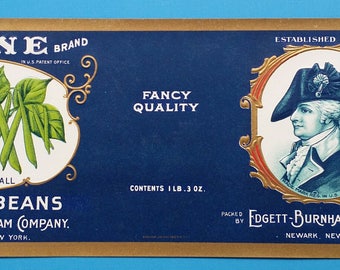 NE BRAND
IN U.S. PATENT OFFICE
ALL
BEANS
AM COMPANY.
W YORK.
FANCY
QUALITY
CONTENTS 1 LB. 3 OZ.
ESTABLISHED
PACKED BY EDGETT-BURNHA
NEWARK, NEW